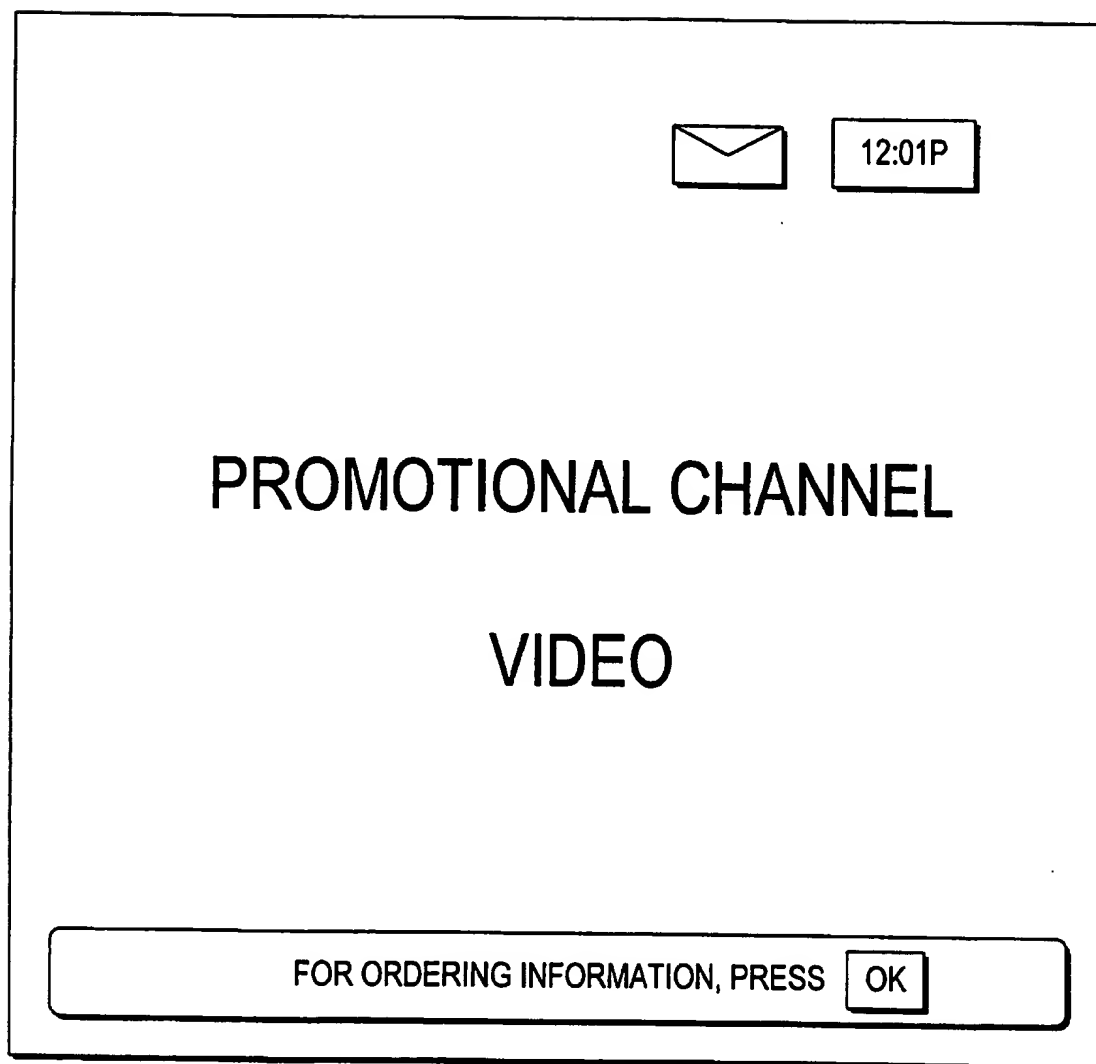 12:01P
PROMOTIONAL CHANNEL
VIDEO
FOR ORDERING INFORMATION, PRESS OK